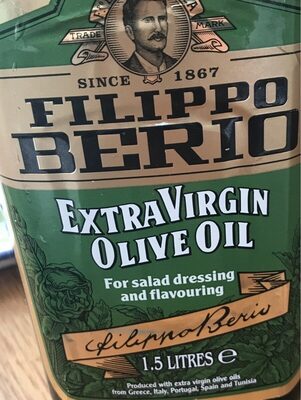 TRADE MARK
SINCE 1867
FILIPPO
BERIO
EXTRA VIRGIN
OLIVE OIL
For salad dressing
and flavouring
Filippo Berio
1.5 LITRES e
Produced with extra virgin olive oils
from Greece, Italy, Portugal, Spain and Tunisia